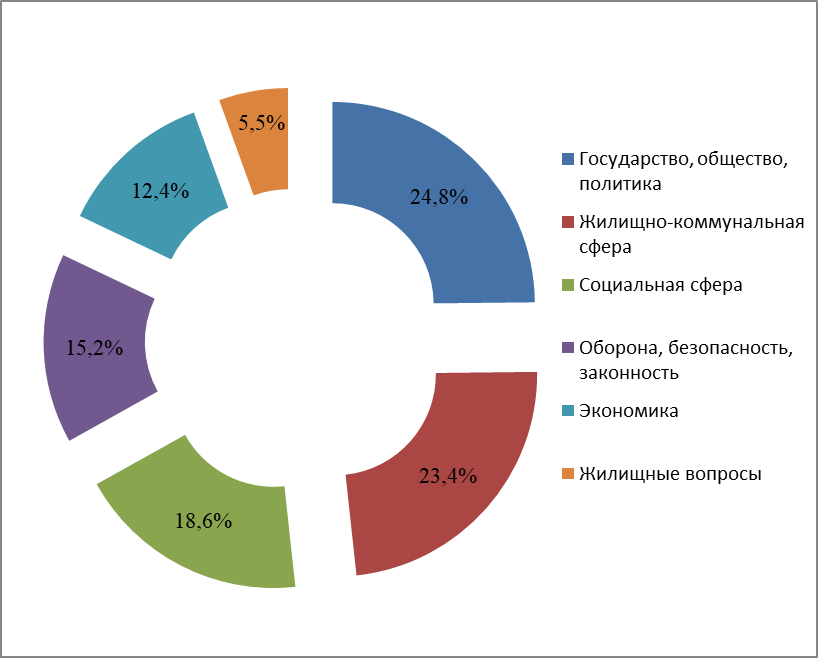 5,5%
24,8%
12,4%
15,2%
23,4%
18,6%
Государство, общество,
политика
Жилищно-коммунальная
сфера
Социальная сфера
Оборона, безопасность,
законность
Экономика
Жилищные вопросы